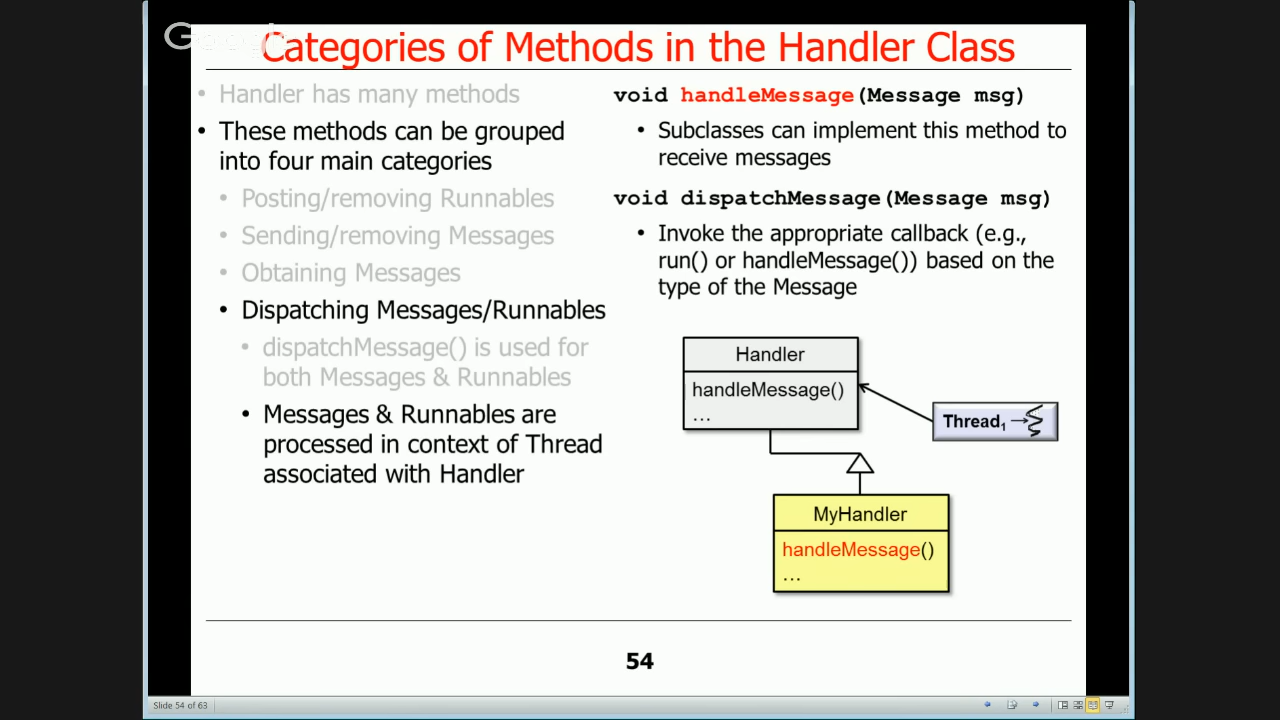 Google
Categories of Methods in the Handler Class
• Handler has many methods
• These methods can be grouped
into four main categories
• Posting/removing Runnables
• Sending/removing Messages
• Obtaining Messages
• Dispatching Messages/Runnables
• dispatchMessage() is used for
both Messages & Runnables
• Messages & Runnables are
processed in context of Thread
associated with Handler
void handleMessage(Message msg)
• Subclasses can implement this method to
receive messages
void dispatchMessage(Message msg)
• Invoke the appropriate callback (e.g.,
run() or handleMessage()) based on the
type of the Message
Handler
handleMessage()
...
Thread1
MyHandler
handleMessage()
...
54
Slide 54 of 63